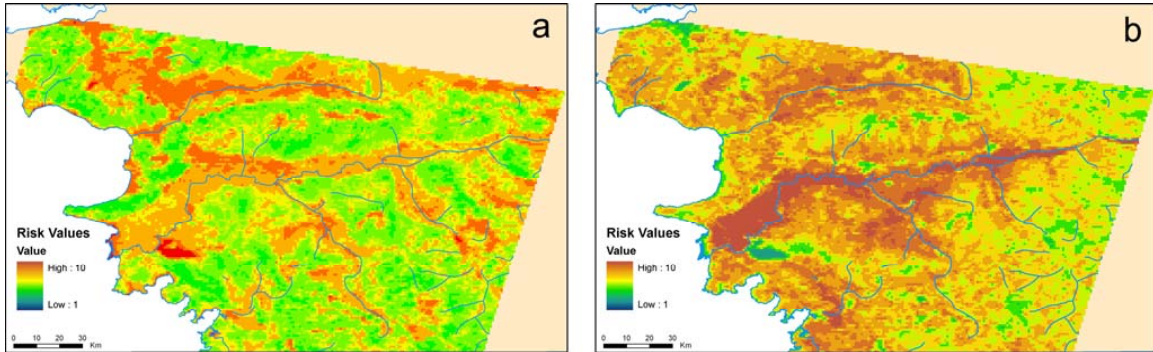 a
Risk Values
Value
High : 10
Low : 1
0 10 20 30
Km
b
Risk Values
Value
High : 10
Low : 1
0 10 20 30
Km